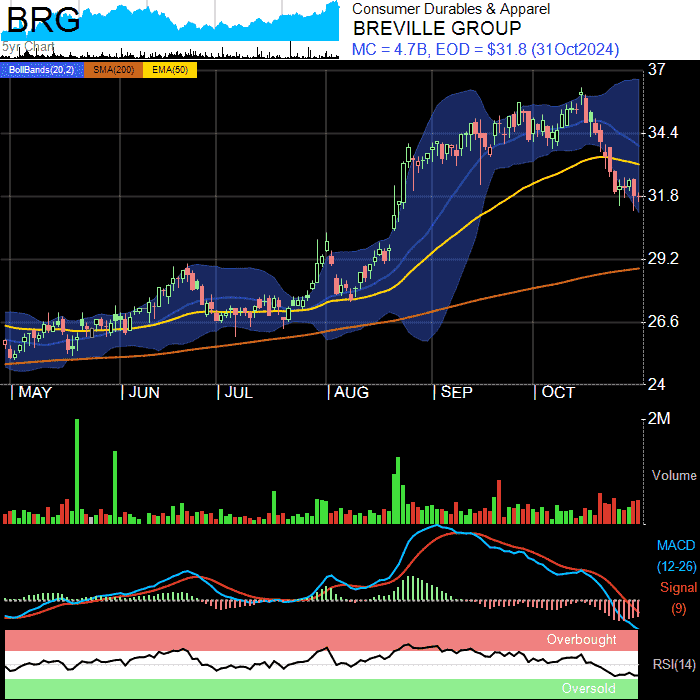 BRG
5yr Chart
Consumer Durables & Apparel
BREVILLE GROUP
MC = 4.7B, EOD = $31.8 (31Oct2024)
BollBands(20,2) SMA(200) EMA(50)
37
34.4
31.8
29.2
26.6
24
MAY JUN JUL AUG SEP OCT
2M
Volume
MACD
(12-26)
Signal
(9)
Overbought
RSI(14)
Oversold